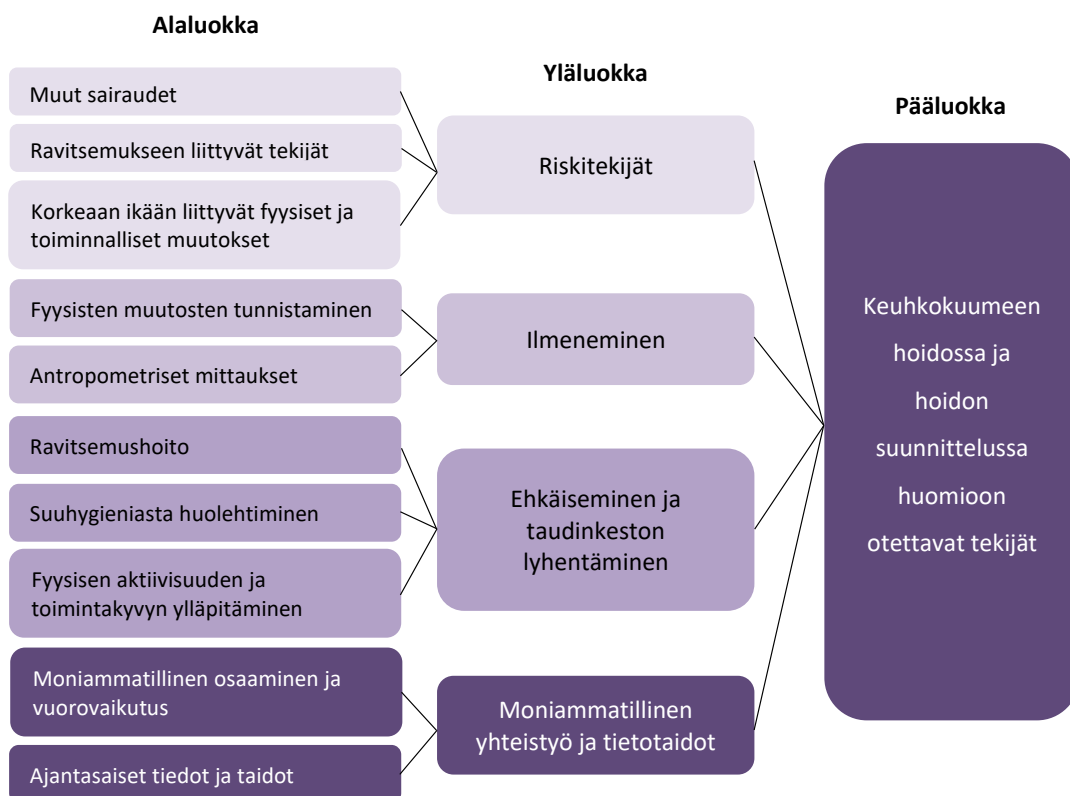 Alaluokka
Muut sairaudet
Ravitsemukseen liittyvät tekijät
Korkeaan ikään liittyvät fyysiset ja
toiminnalliset muutokset
Fyysisten muutosten tunnistaminen
Antropometriset mittaukset
Ravitsemushoito
Suuhygieniasta huolehtiminen
Fyysisen aktiivisuuden ja
toimintakyvyn ylläpitäminen
Moniammatillinen osaaminen ja
vuorovaikutus
Ajantasaiset tiedot ja taidot
Yläluokka
Riskitekijät
Ilmeneminen
Ehkäiseminen ja
taudinkeston
lyhentäminen
Moniammatillinen
yhteistyö ja tietotaidot
Pääluokka
Keuhkokuumeen
hoidossa ja
hoidon
suunnittelussa
huomioon
otettavat tekijät